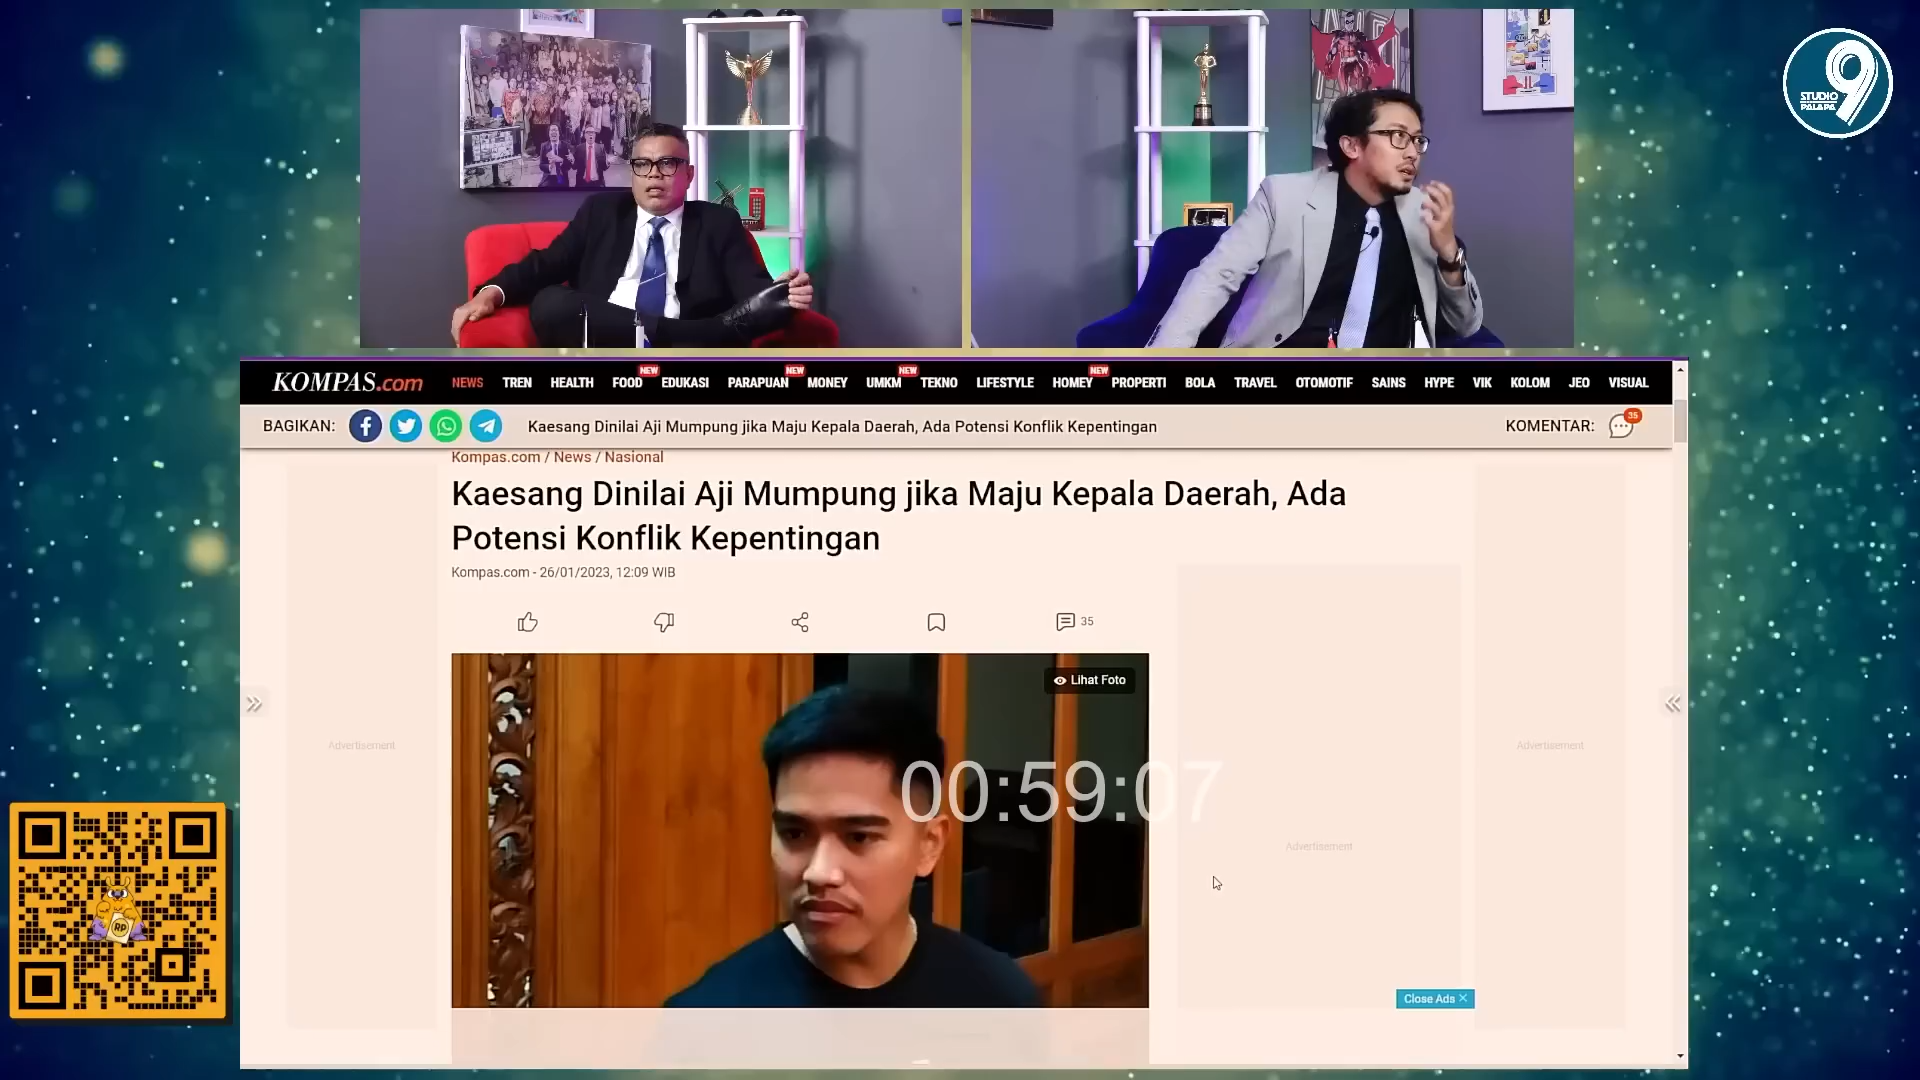 STUDIO
PALAPA
9
KOMPAS.com
NEWS TREN HEALTH FOOD NEW EDUKASI PARAPUAN NEW MONEY UMKM NEW TEKNO LIFESTYLE HOMEY NEW PROPERTI BOLA TRAVEL OTOMOTIF SAINS HYPE VIK KOLOM JEO VISUAL
BAGIKAN: Kaesang Dinilai Aji Mumpung jika Maju Kepala Daerah, Ada Potensi Konflik Kepentingan KOMENTAR: 35
Kompas.com / News / Nasional
Kaesang Dinilai Aji Mumpung jika Maju Kepala Daerah, Ada
Potensi Konflik Kepentingan
Kompas.com - 26/01/2023, 12:09 WIB
35
Lihat Foto
Advertisement
Advertisement
00:59:07
Advertisement
RP
Close Ads